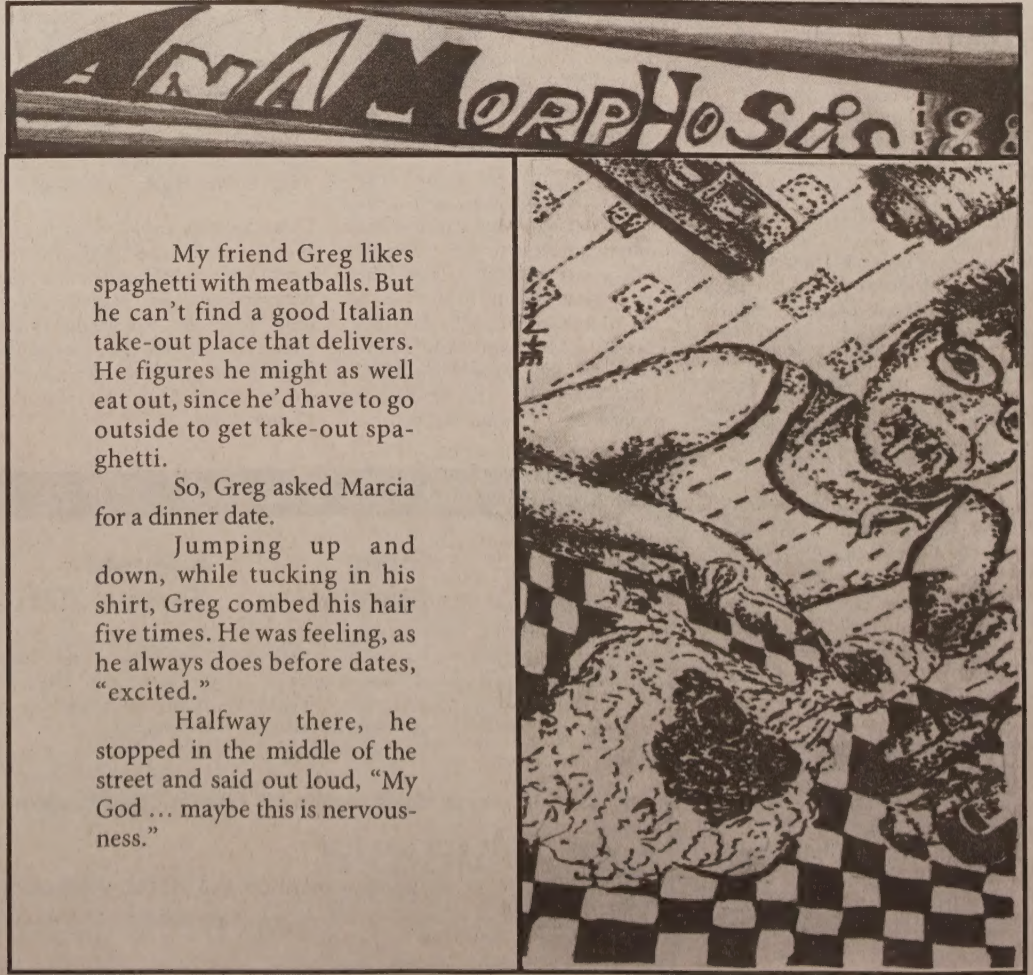 AnAMorpHosis
My friend Greg likes
spaghetti with meatballs. But
he can't find a good Italian
take-out place that delivers.
He figures he might as well
eat out, since he'd have to go
outside to get take-out spa-
ghetti.
So, Greg asked Marcia
for a dinner date.
Jumping up and
down, while tucking in his
shirt, Greg combed his hair
five times. He was feeling, as
he always does before dates,
"excited."
Halfway there, he
stopped in the middle of the
street and said out loud, "My
God ... maybe this is nervous-
ness."